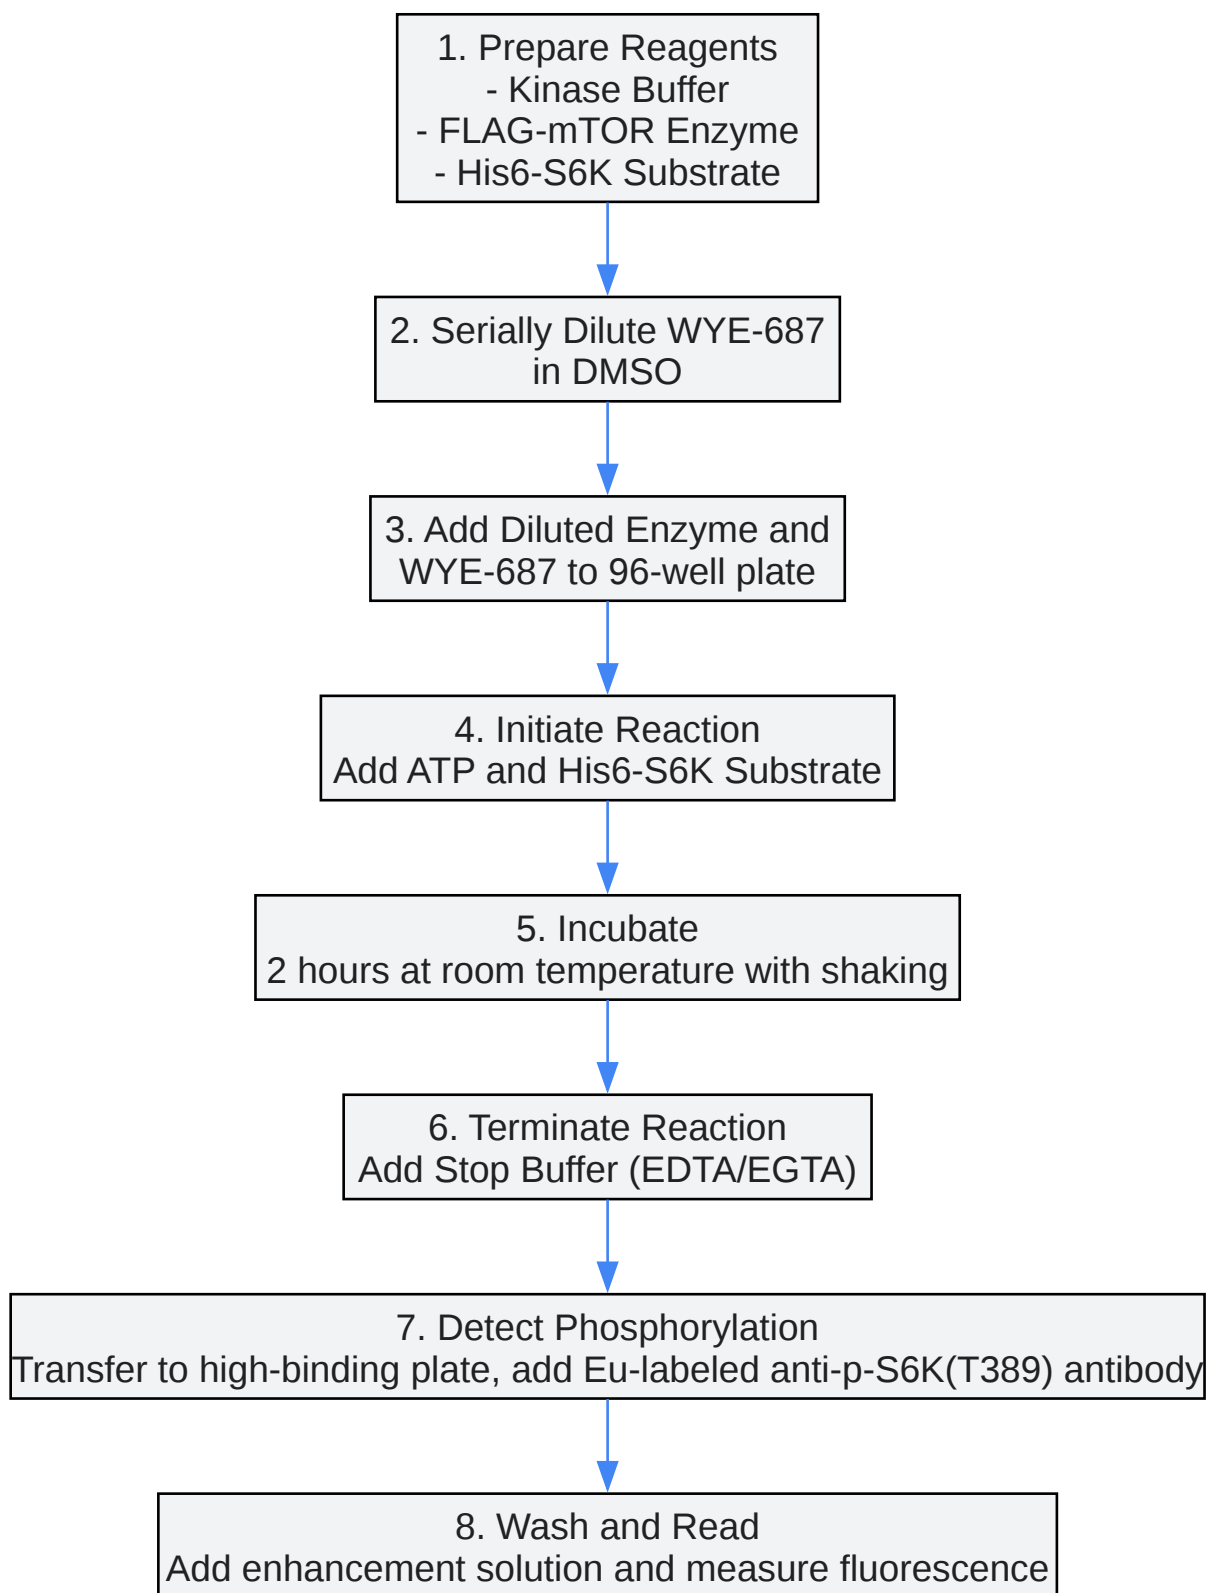 1. Prepare Reagents
- Kinase Buffer
- FLAG-mTOR Enzyme
- His6-S6K Substrate
2. Serially Dilute WYE-687
in DMSO
3. Add Diluted Enzyme and
WYE-687 to 96-well plate
4. Initiate Reaction
Add ATP and His6-S6K Substrate
5. Incubate
2 hours at room temperature with shaking
6. Terminate Reaction
Add Stop Buffer (EDTA/EGTA)
7. Detect Phosphorylation
Transfer to high-binding plate, add Eu-labeled anti-p-S6K(T389) antibody
8. Wash and Read
Add enhancement solution and measure fluorescence